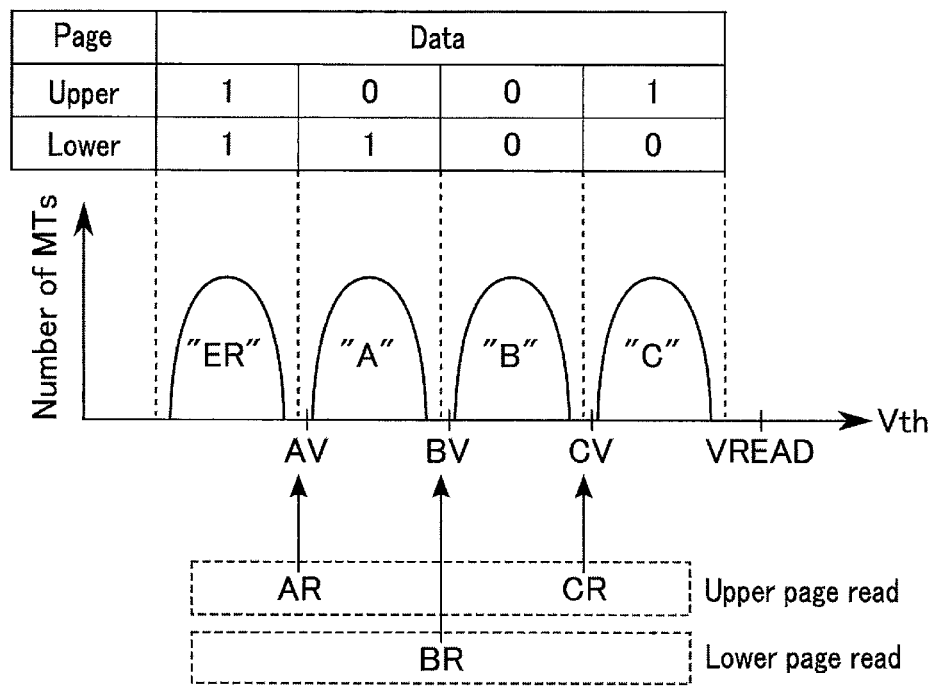 Page Data
Upper 1 0 0 1
Lower 1 1 0 0
Number of MTs
"ER" "A" "B" "C"
Vth
AV BV CV VREAD
AR CR Upper page read
BR Lower page read